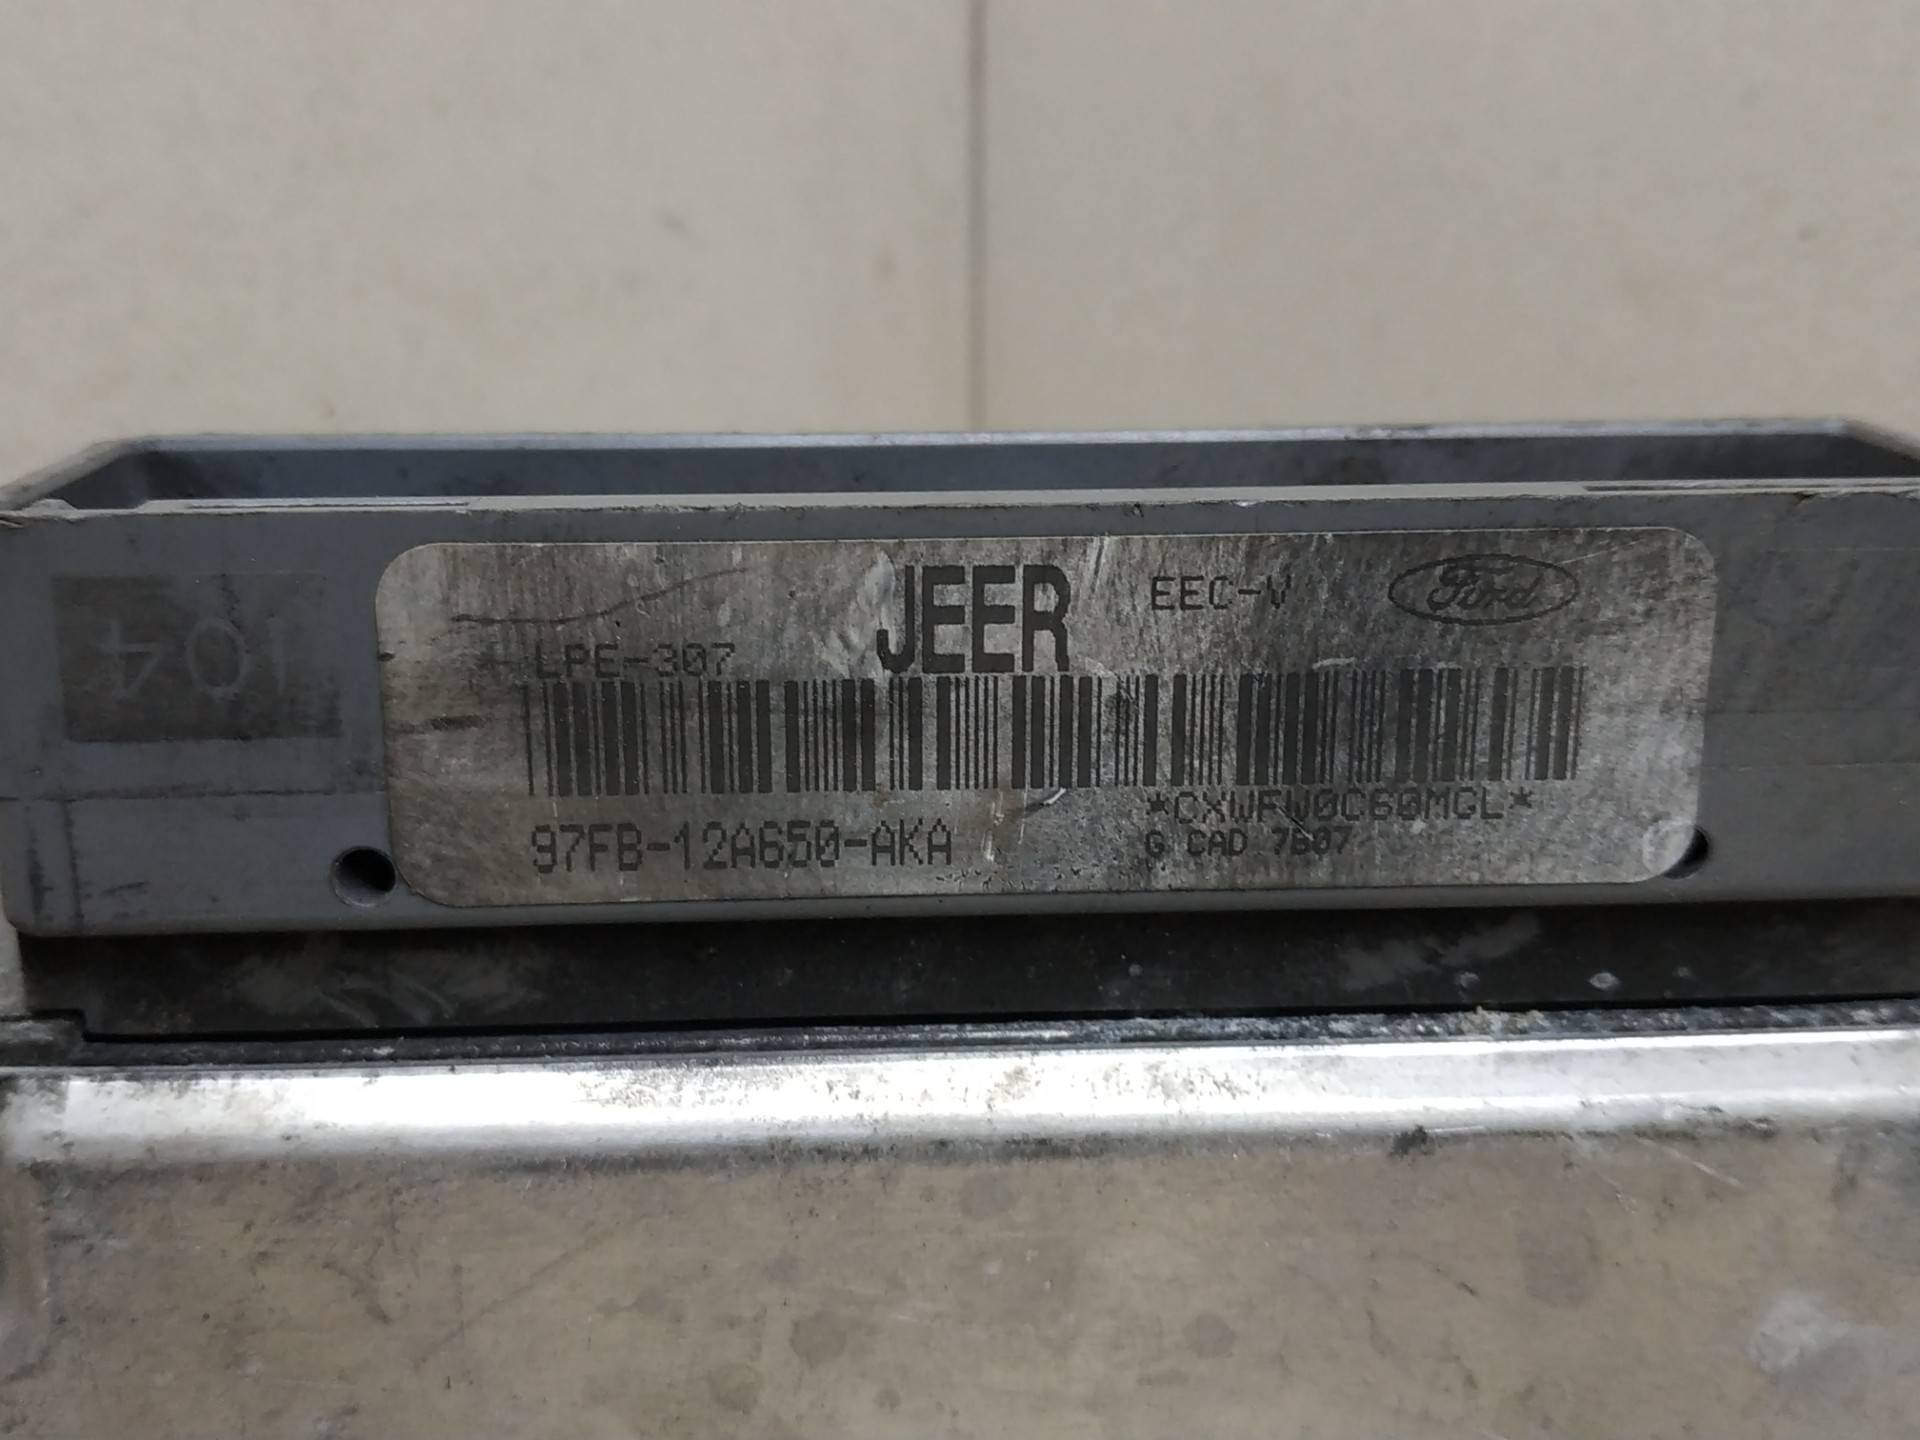 104
JEER
EEC-V
Ford
LPE-307
*CXWFW0C60MGL*
97FB-12A650-AKA
G CAD 7B07